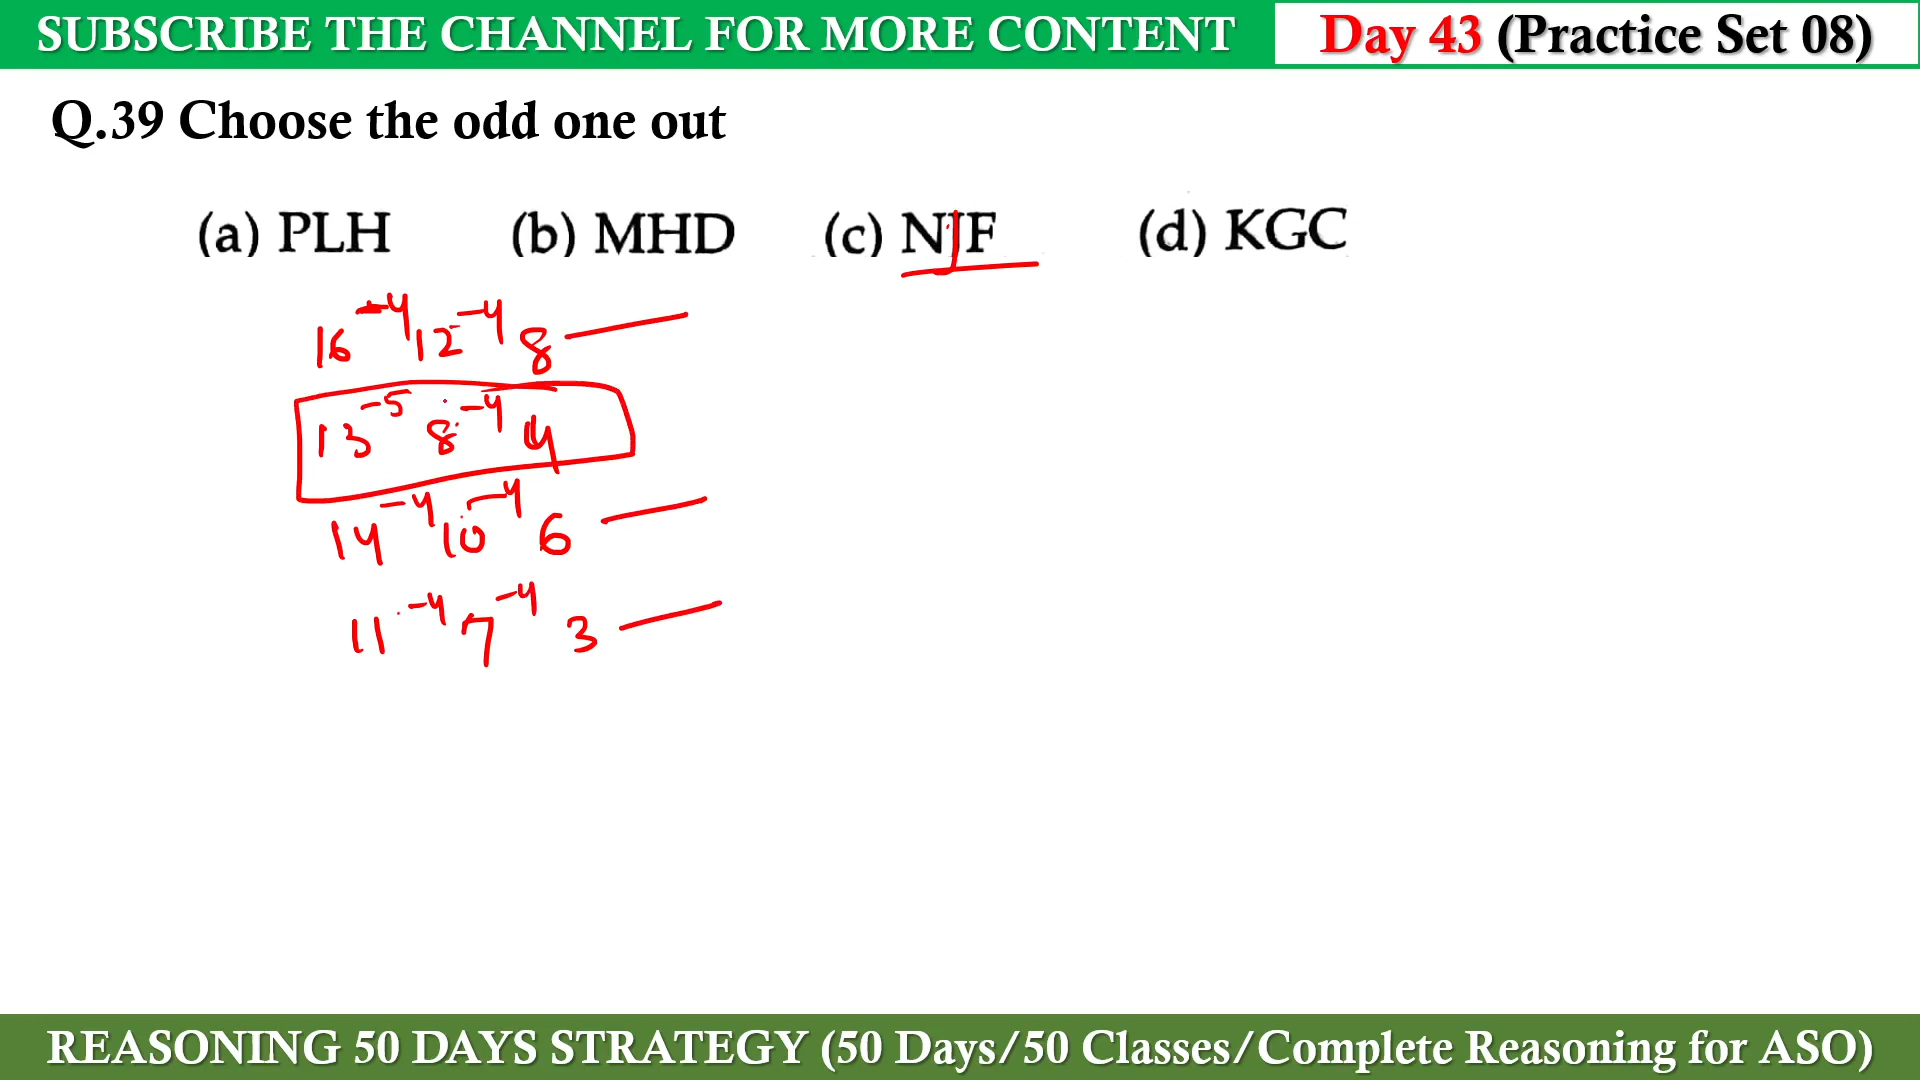 SUBSCRIBE THE CHANNEL FOR MORE CONTENT
Day 43 (Practice Set 08)
Q.39 Choose the odd one out
(a) PLH (b) MHD (c) NJF (d) KGC
16 -4 12 -4 8
13 -5 8 -4 4
14 -4 10 -4 6
11 -4 7 -4 3
REASONING 50 DAYS STRATEGY (50 Days/50 Classes/Complete Reasoning for ASO)